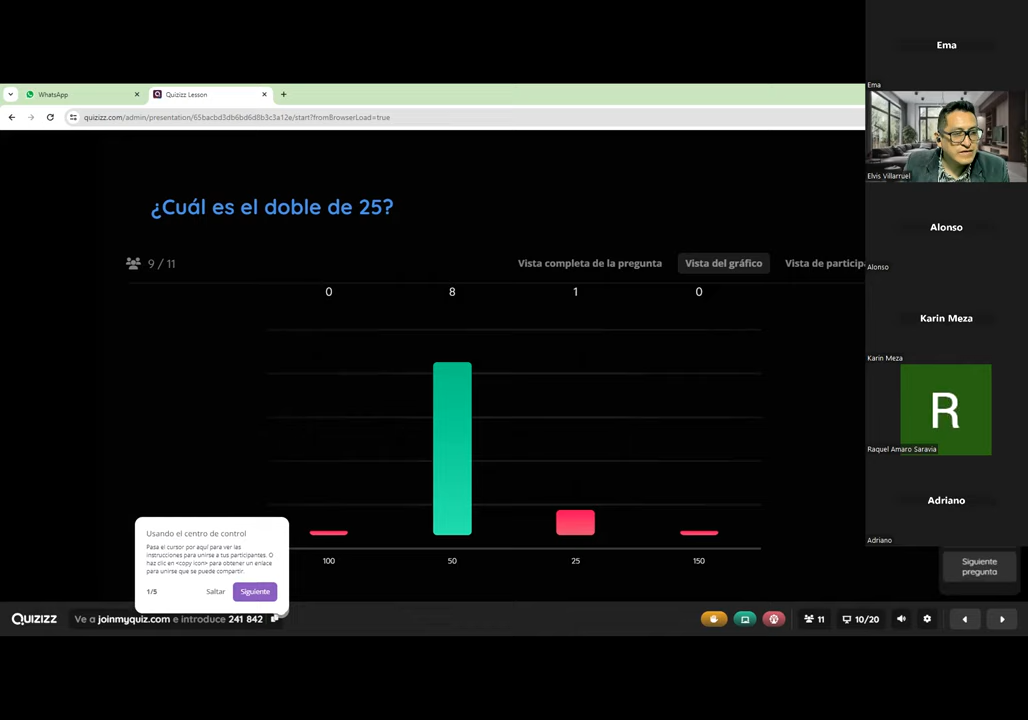 Ema
Ema
WhatsApp
Quizizz Lesson
quizizz.com/admin/presentation/65bacbd3db6bd6d8b3c3a12e/start?fromBrowserLoad=true
Elvis Villarruel
¿Cuál es el doble de 25?
Alonso
Alonso
9 / 11
Vista completa de la pregunta
Vista del gráfico
Vista de particip
0
8
1
0
Karin Meza
Karin Meza
R
Raquel Amaro Saravia
Adriano
Adriano
Usando el centro de control
Pasa el cursor por aquí para ver las
instrucciones para unirse a tus participantes. O
haz clic en <copy icon> para obtener un enlace
para unirse que se puede compartir.
1/5
Saltar
Siguiente
100
50
25
150
Siguiente
pregunta
Quizizz
Ve a joinmyquiz.com e introduce 241 842
11
10/20